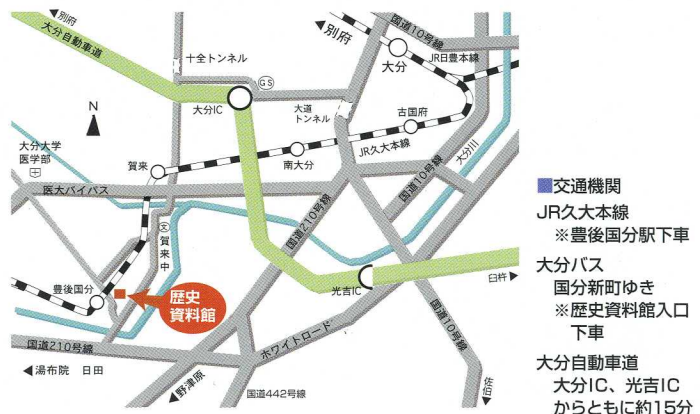 ◀別府
大分自動車道
十全トンネル
GS
大分IC
◀別府
国道10号線
JR日豊本線
大分
大道
トンネル
古国府
N
大分大学
医学部
賀来
南大分
JR久大本線
大分川
国道10号線
医大バイパス
国道210号線
文
賀来中
豊後国分
歴史
資料館
光吉IC
臼杵▶
国道210号線
ホワイトロード
国道10号線
◀湯布院 日田
◀野津原
国道442号線
佐伯▶
■交通機関
JR久大本線
※豊後国分駅下車
大分バス
国分新町ゆき
※歴史資料館入口
下車
大分自動車道
大分IC、光吉IC
からともに約15分